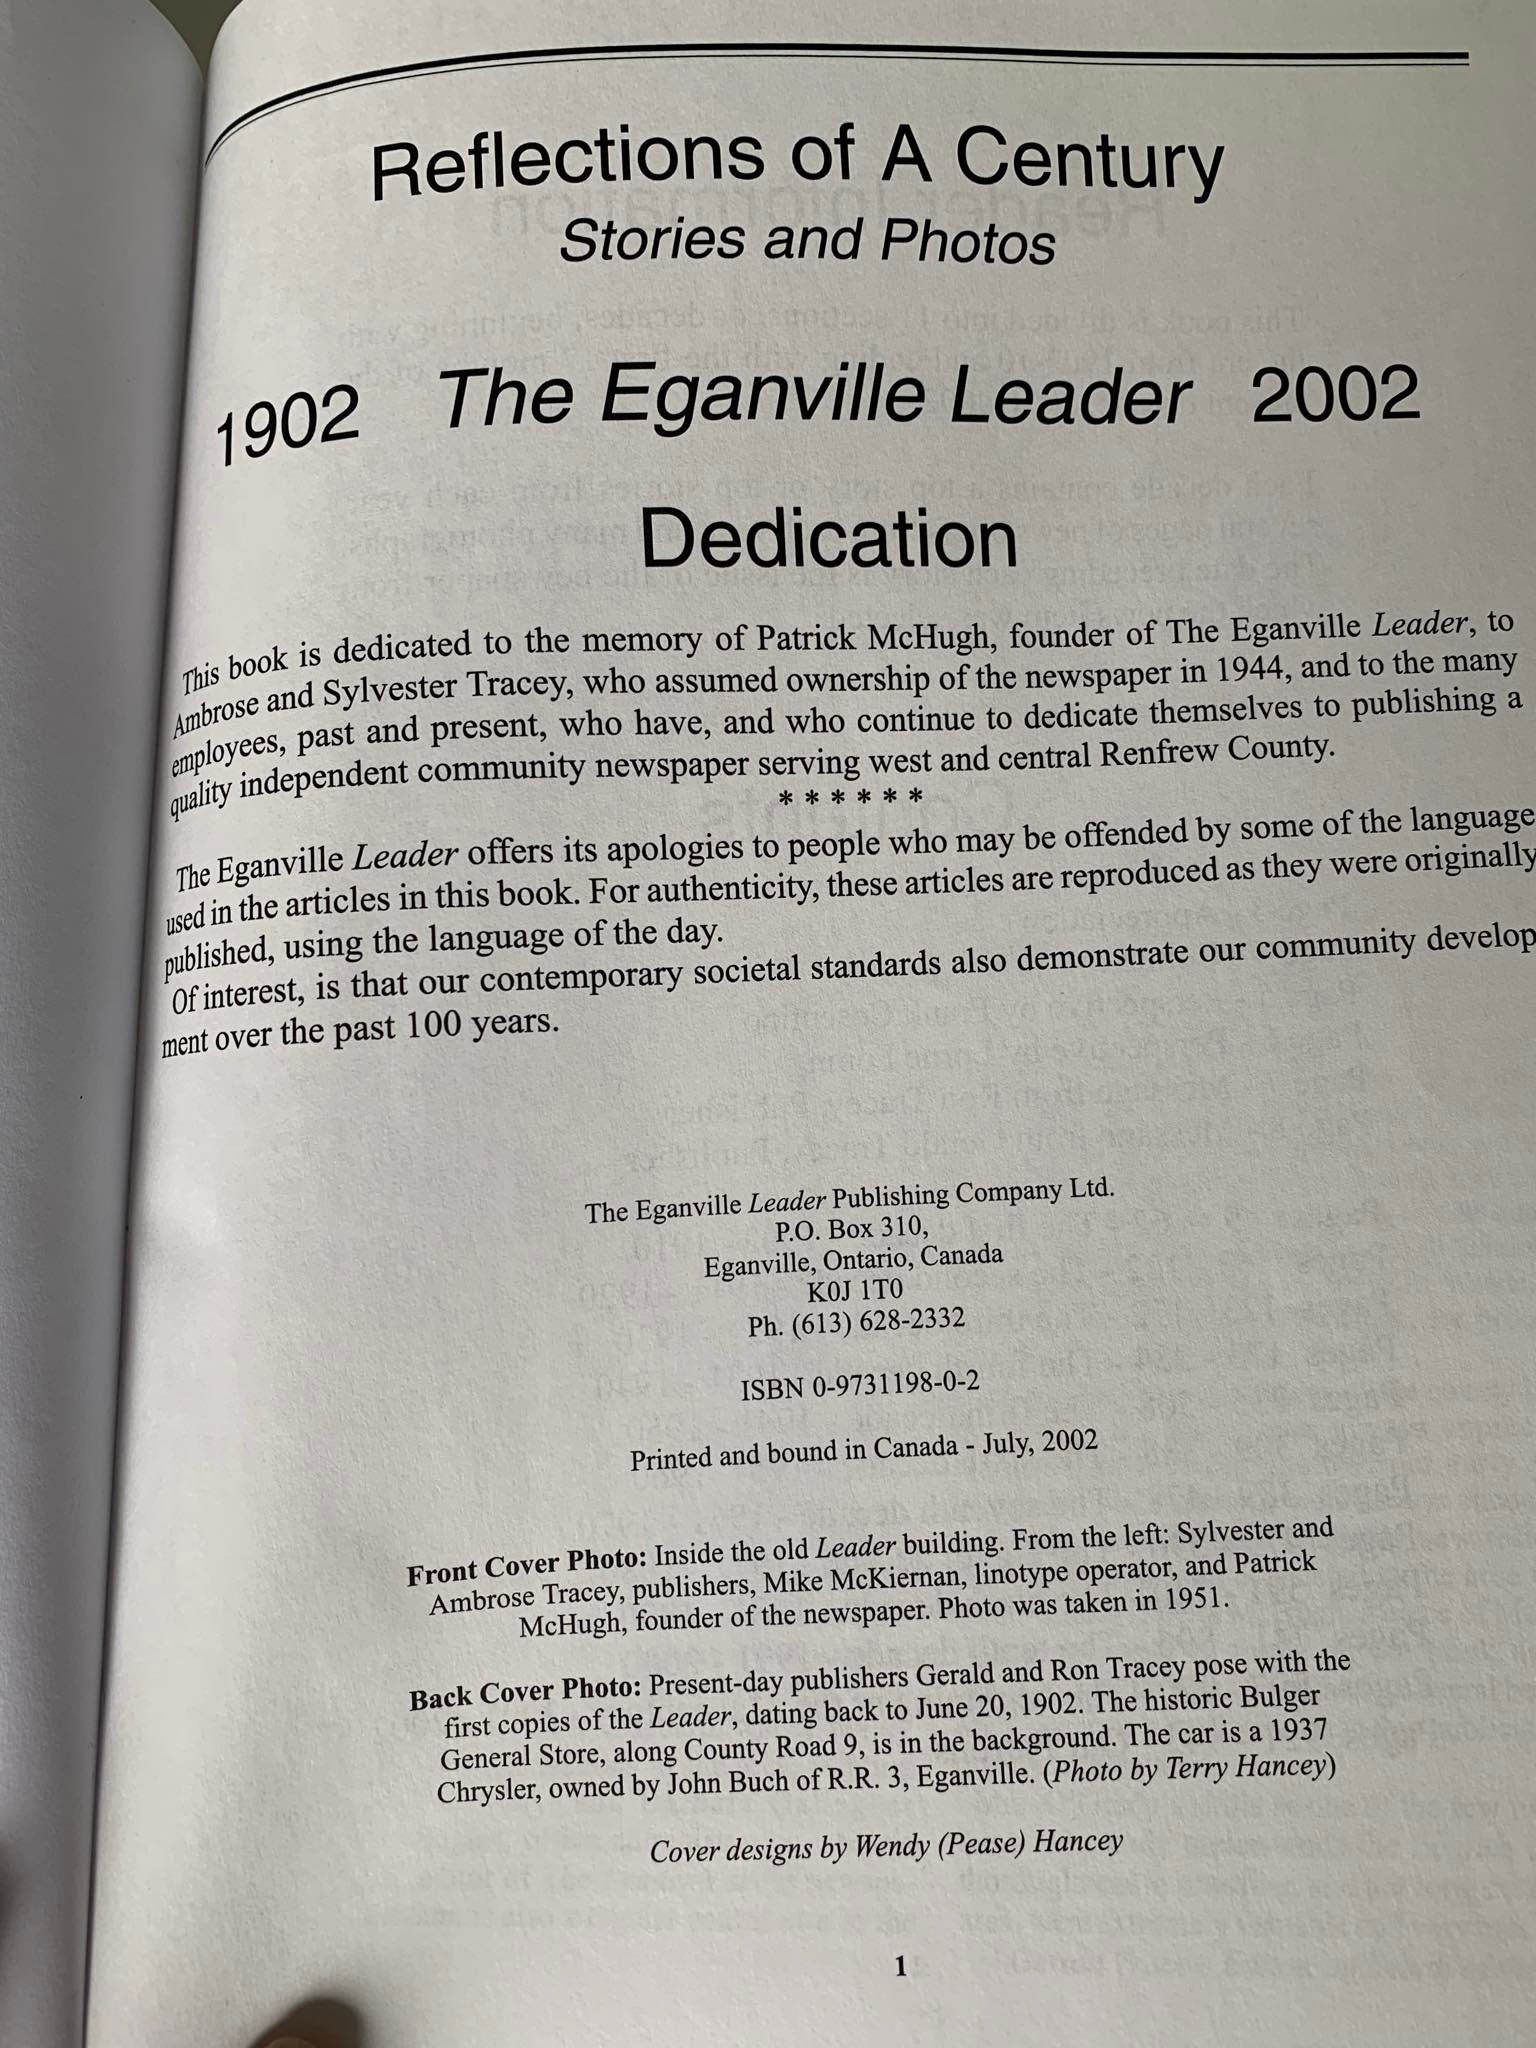 Reflections of A Century
Stories and Photos
1902 The Eganville Leader 2002
Dedication
This book is dedicated to the memory of Patrick McHugh, founder of The Eganville Leader, to
Ambrose and Sylvester Tracey, who assumed ownership of the newspaper in 1944, and to the many
employees, past and present, who have, and who continue to dedicate themselves to publishing a
quality independent community newspaper serving west and central Renfrew County.
* * * * * *
The Eganville Leader offers its apologies to people who may be offended by some of the language
used in the articles in this book. For authenticity, these articles are reproduced as they were originally
published, using the language of the day.
Of interest, is that our contemporary societal standards also demonstrate our community develop
ment over the past 100 years.
The Eganville Leader Publishing Company Ltd.
P.O. Box 310,
Eganville, Ontario, Canada
K0J 1T0
Ph. (613) 628-2332
ISBN 0-9731198-0-2
Printed and bound in Canada - July, 2002
Front Cover Photo: Inside the old Leader building. From the left: Sylvester and
Ambrose Tracey, publishers, Mike McKiernan, linotype operator, and Patrick
McHugh, founder of the newspaper. Photo was taken in 1951.
Back Cover Photo: Present-day publishers Gerald and Ron Tracey pose with the
first copies of the Leader, dating back to June 20, 1902. The historic Bulger
General Store, along County Road 9, is in the background. The car is a 1937
Chrysler, owned by John Buch of R.R. 3, Eganville. (Photo by Terry Hancey)
Cover designs by Wendy (Pease) Hancey
1